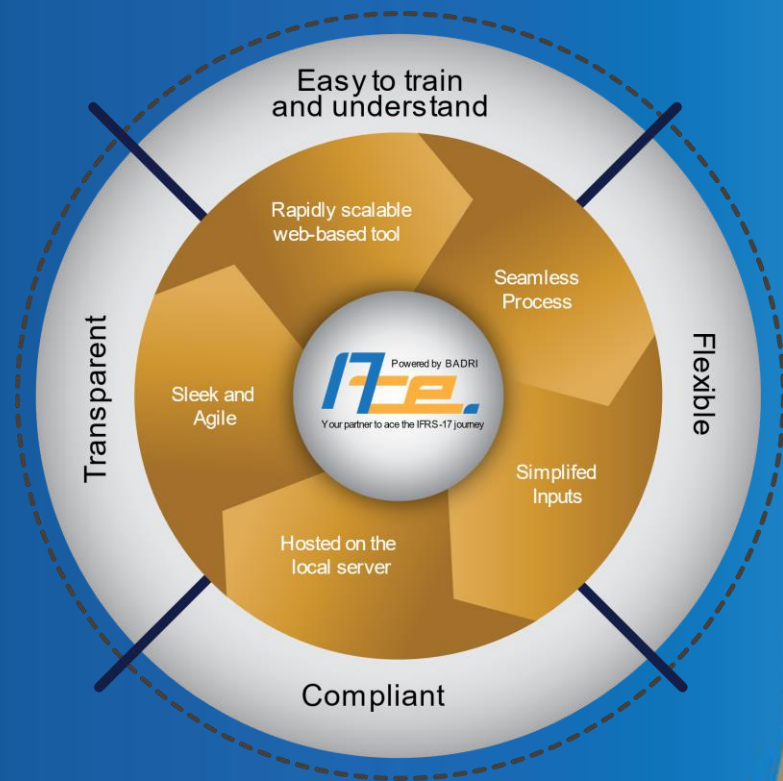 Easy to train
and understand
Rapidly scalable
web-based tool
Seamless
Process
Transparent
Powered by BADRI
17ce.
Your partner to ace the IFRS-17 journey
Flexible
Sleek and
Agile
Simplifed
Inputs
Hosted on the
local server
Compliant